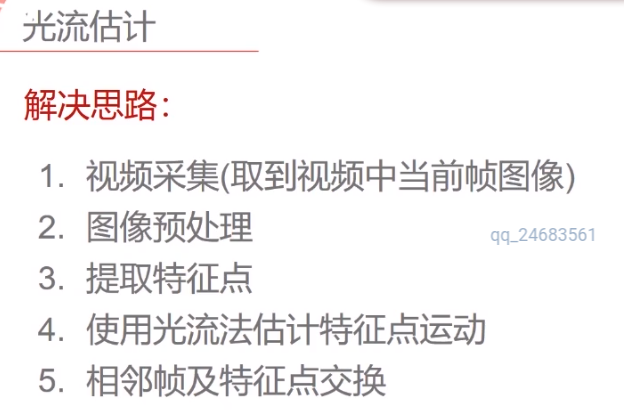 光流估计
解决思路：
1. 视频采集(取到视频中当前帧图像)
2. 图像预处理
qq_24683561
3. 提取特征点
4. 使用光流法估计特征点运动
5. 相邻帧及特征点交换